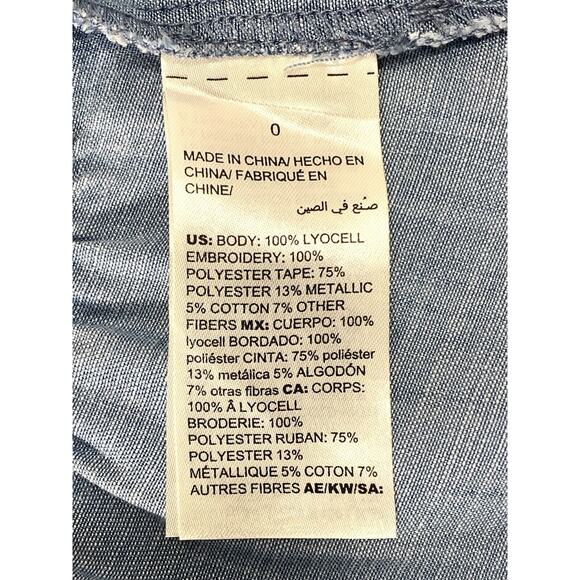 0
MADE IN CHINA/ HECHO EN
CHINA/ FABRIQUÉ EN
CHINE/
صُنع في الصين
US: BODY: 100% LYOCELL
EMBROIDERY: 100%
POLYESTER TAPE: 75%
POLYESTER 13% METALLIC
5% COTTON 7% OTHER
FIBERS MX: CUERPO: 100%
lyocell BORDADO: 100%
poliéster CINTA: 75% poliéster
13% metálica 5% ALGODÓN
7% otras fibras CA: CORPS:
100% Â LYOCELL
BRODERIE: 100%
POLYESTER RUBAN: 75%
POLYESTER 13%
MÉTALLIQUE 5% COTON 7%
AUTRES FIBRES AE/KW/SA: